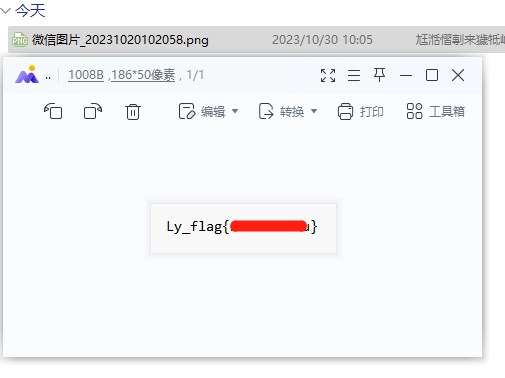 今天
微信图片_20231020102058.png 2023/10/30 10:05
.. 1008B ,186*50像素 , 1/1
编辑 转换 打印 工具箱
Ly_flag{ u}